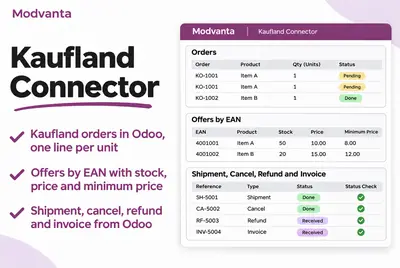 Modvanta
Kaufland
Connector
Kaufland orders in Odoo,
one line per unit
Offers by EAN with stock,
price and minimum price
Shipment, cancel, refund
and invoice from Odoo
Modvanta | Kaufland Connector
Orders
Order Product Qty (Units) Status
KO-1001 Item A 1 Pending
KO-1001 Item A 1 Pending
KO-1002 Item B 1 Done
Offers by EAN
EAN Product Stock Price Minimum Price
4001001 Item A 50 10.00 8.00
4001002 Item B 20 15.00 12.00
Shipment, Cancel, Refund and Invoice
Reference Type Status Status Check
SH-5001 Shipment Done
CA-5002 Cancel Done
RF-5003 Refund Received
INV-5004 Invoice Received